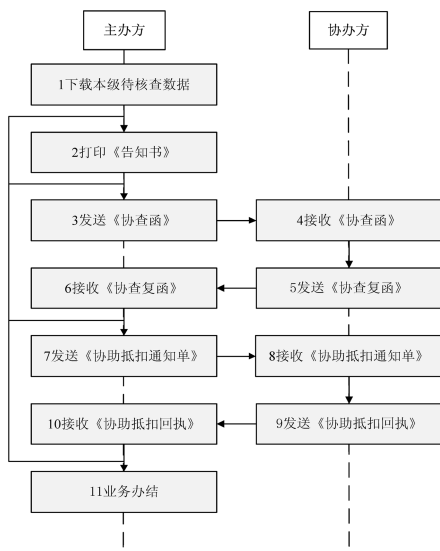 主办方
协办方
1下载本级待核查数据
2打印《告知书》
3发送《协查函》
4接收《协查函》
6接收《协查复函》
5发送《协查复函》
7发送《协助抵扣通知单》
8接收《协助抵扣通知单》
10接收《协助抵扣回执》
9发送《协助抵扣回执》
11业务办结